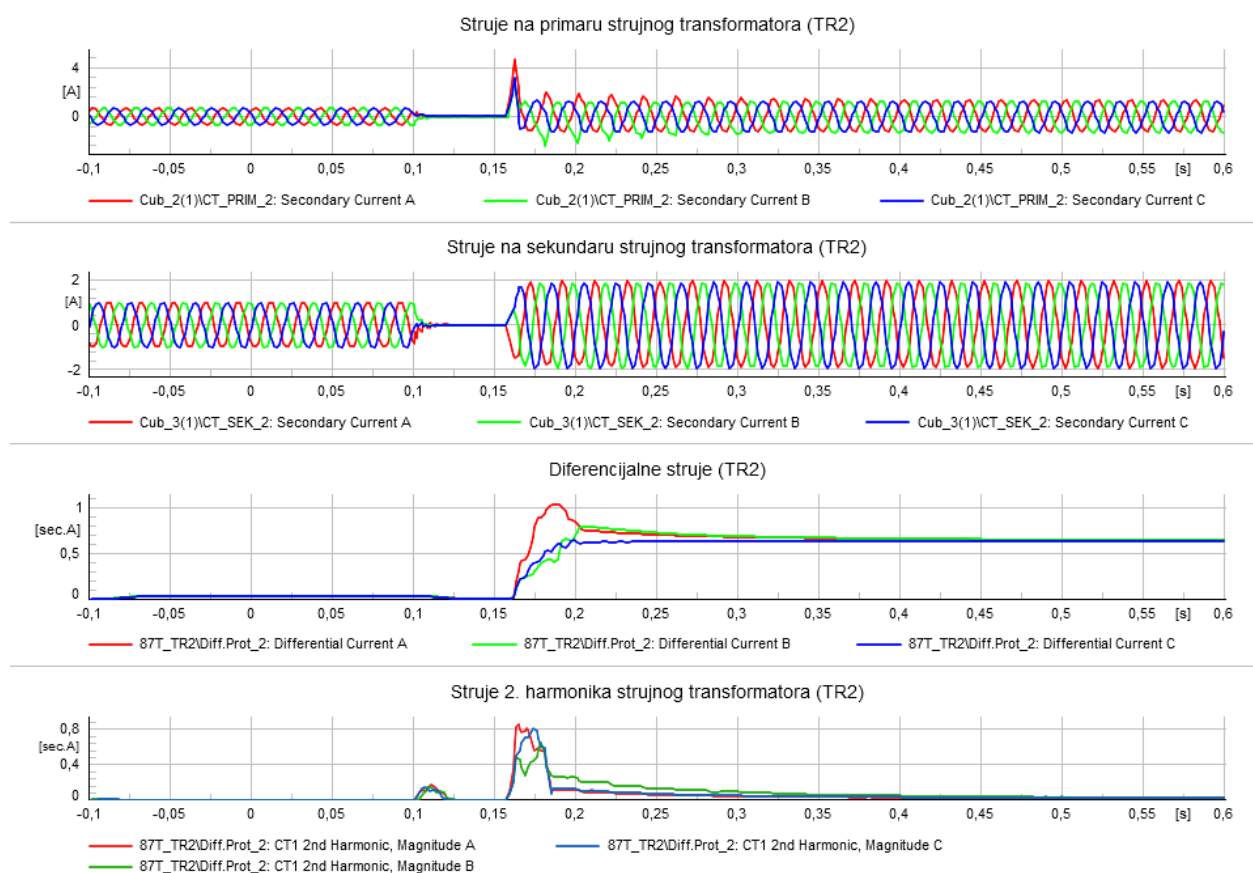 Struje na primaru strujnog transformatora (TR2)
4
[A]
0
-0,1 -0,05 0 0,05 0,1 0,15 0,2 0,25 0,3 0,35 0,4 0,45 0,5 [s] 0,6
Cub_2(1)\CT_PRIM_2: Secondary Current A Cub_2(1)\CT_PRIM_2: Secondary Current B Cub_2(1)\CT_PRIM_2: Secondary Current C
Struje na sekundaru strujnog transformatora (TR2)
2
[A]
0
-2
-0,1 -0,05 0 0,05 0,1 0,15 0,2 0,25 0,3 0,35 0,4 0,45 0,5 [s] 0,6
Cub_3(1)\CT_SEK_2: Secondary Current A Cub_3(1)\CT_SEK_2: Secondary Current B Cub_3(1)\CT_SEK_2: Secondary Current C
Diferencijalne struje (TR2)
1
[sec.A]
0,5
0
-0,1 -0,05 0 0,05 0,1 0,15 0,2 0,25 0,3 0,35 0,4 0,45 0,5 [s] 0,6
87T_TR2\Diff.Prot_2: Differential Current A 87T_TR2\Diff.Prot_2: Differential Current B 87T_TR2\Diff.Prot_2: Differential Current C
Struje 2. harmonika strujnog transformatora (TR2)
0,8
[sec.A]
0,4
0
-0,1 -0,05 0 0,05 0,1 0,15 0,2 0,25 0,3 0,35 0,4 0,45 0,5 [s] 0,6
87T_TR2\Diff.Prot_2: CT1 2nd Harmonic, Magnitude A 87T_TR2\Diff.Prot_2: CT1 2nd Harmonic, Magnitude C
87T_TR2\Diff.Prot_2: CT1 2nd Harmonic, Magnitude B